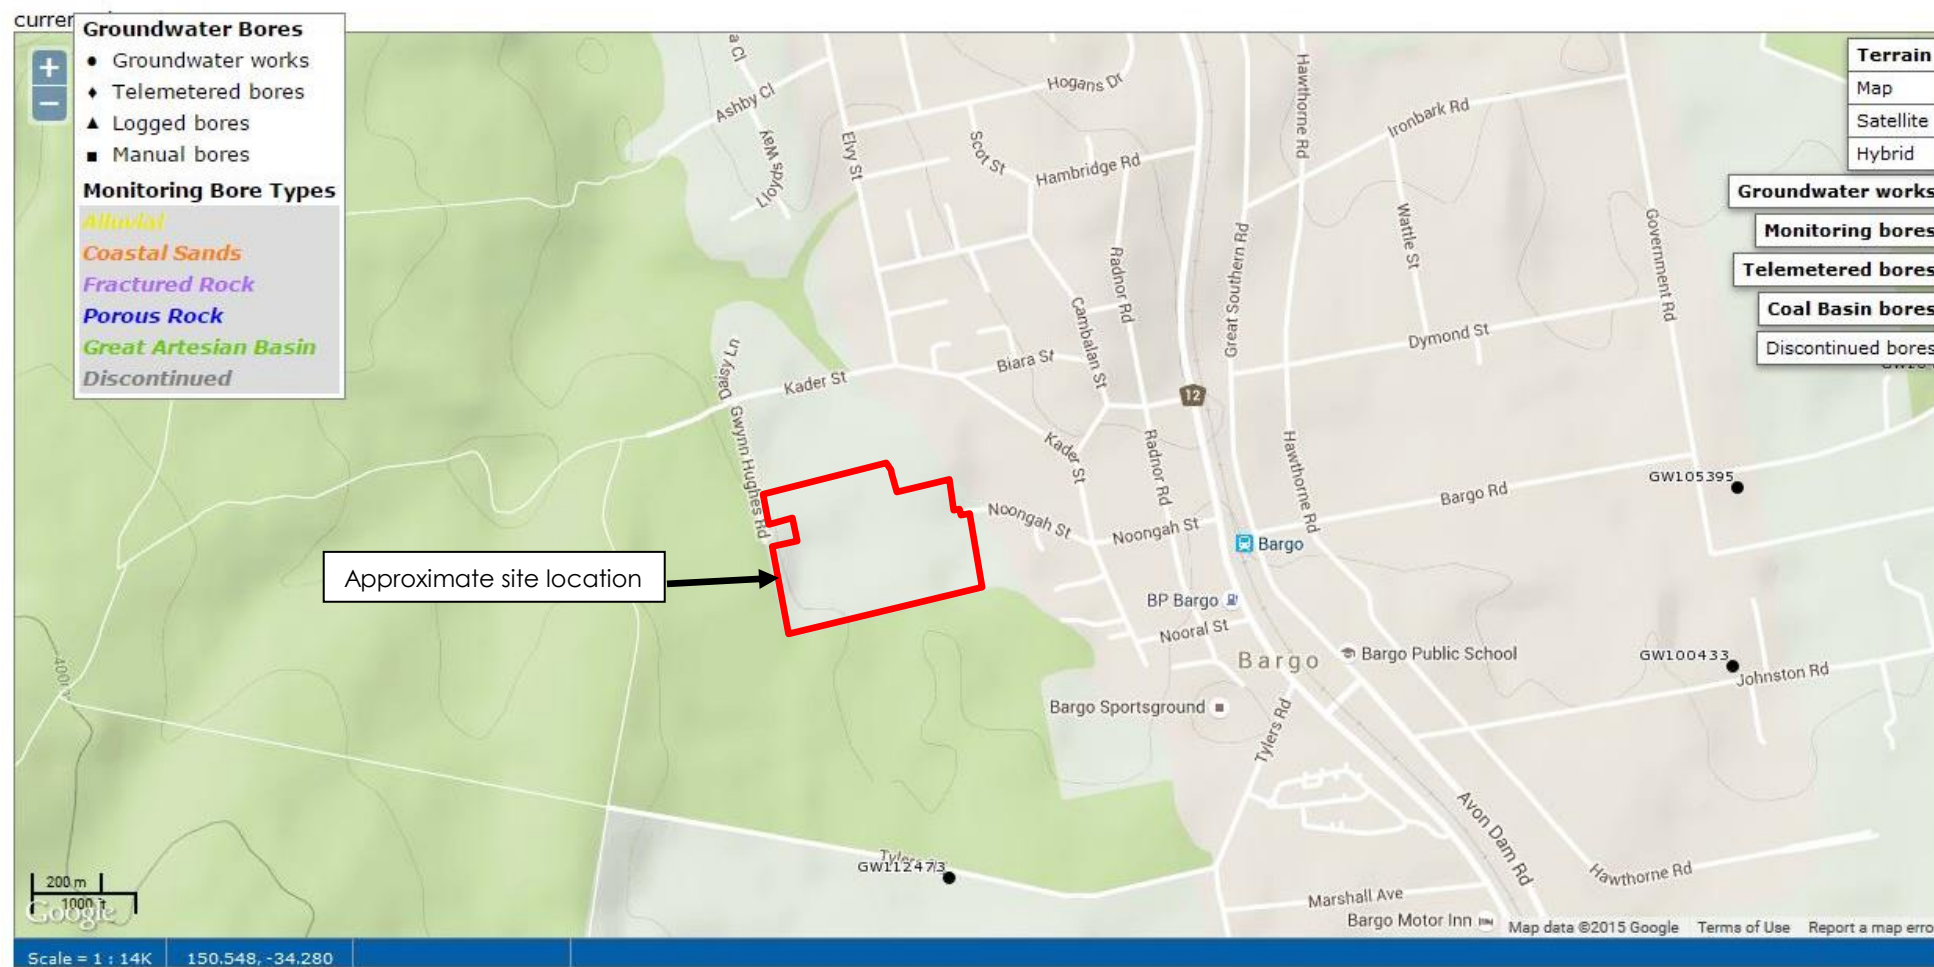 Groundwater Bores
Groundwater works
Telemetered bores
Logged bores
Manual bores
Monitoring Bore Types
Alluvial
Coastal Sands
Fractured Rock
Porous Rock
Great Artesian Basin
Discontinued
Terrain
Map
Satellite
Hybrid
Groundwater works
Monitoring bores
Telemetered bores
Coal Basin bores
Discontinued bores
a Cl
Ashby Cl
Lloyds Way
Elvy St
Hogans Dr
Scot St
Hambridge Rd
Hawthorne Rd
Ironbark Rd
Wattle St
Government Rd
Radnor Rd
Great Southern Rd
Cambalan St
Dymond St
Biara St
Daisy Ln
Kader St
12
Gwynn Hughes Rd
Kader St
Radnor Rd
Hawthorne Rd
GW105395
Bargo Rd
Noongah St
Noongah St
Bargo
Approximate site location
BP Bargo
Nooral St
Bargo
Bargo Public School
GW100433
Johnston Rd
400m
Bargo Sportsground
Tylers Rd
Avon Dam Rd
GW112473
Hawthorne Rd
Marshall Ave
Bargo Motor Inn
200 m
1000 ft
Google
Map data ©2015 Google
Terms of Use
Report a map erro
Scale = 1 : 14K
150.548, -34.280